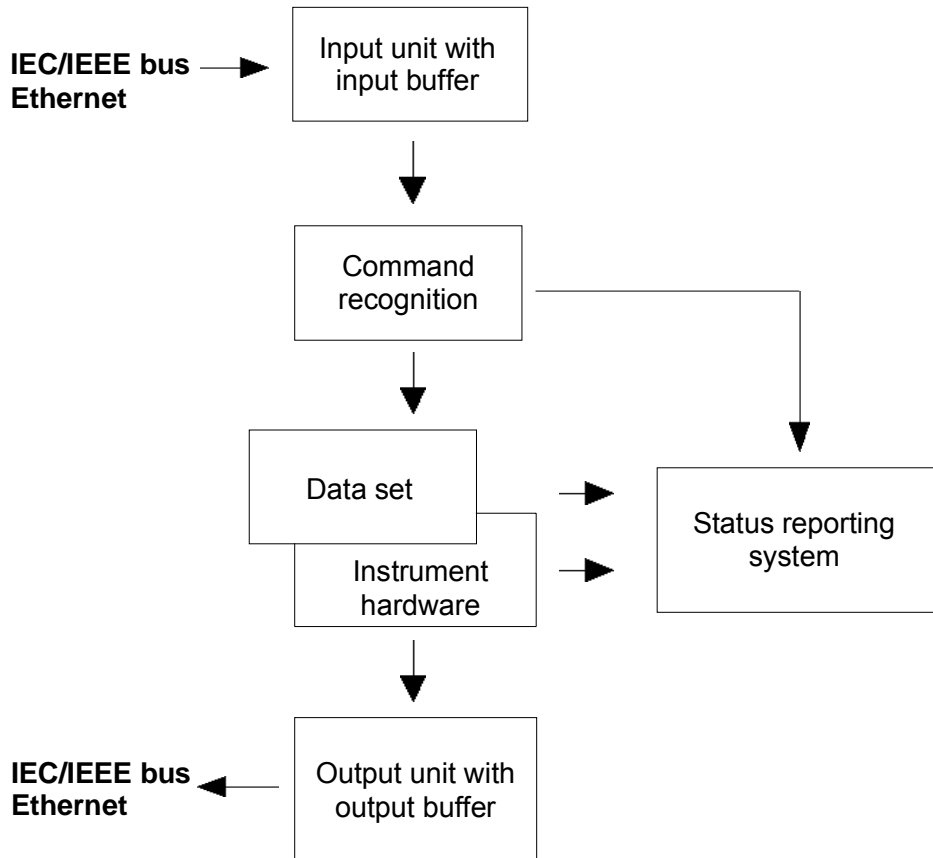 Input unit with
input buffer
IEC/IEEE bus
Ethernet
Command
recognition
Data set
Status reporting
system
Instrument
hardware
Output unit with
output buffer
IEC/IEEE bus
Ethernet